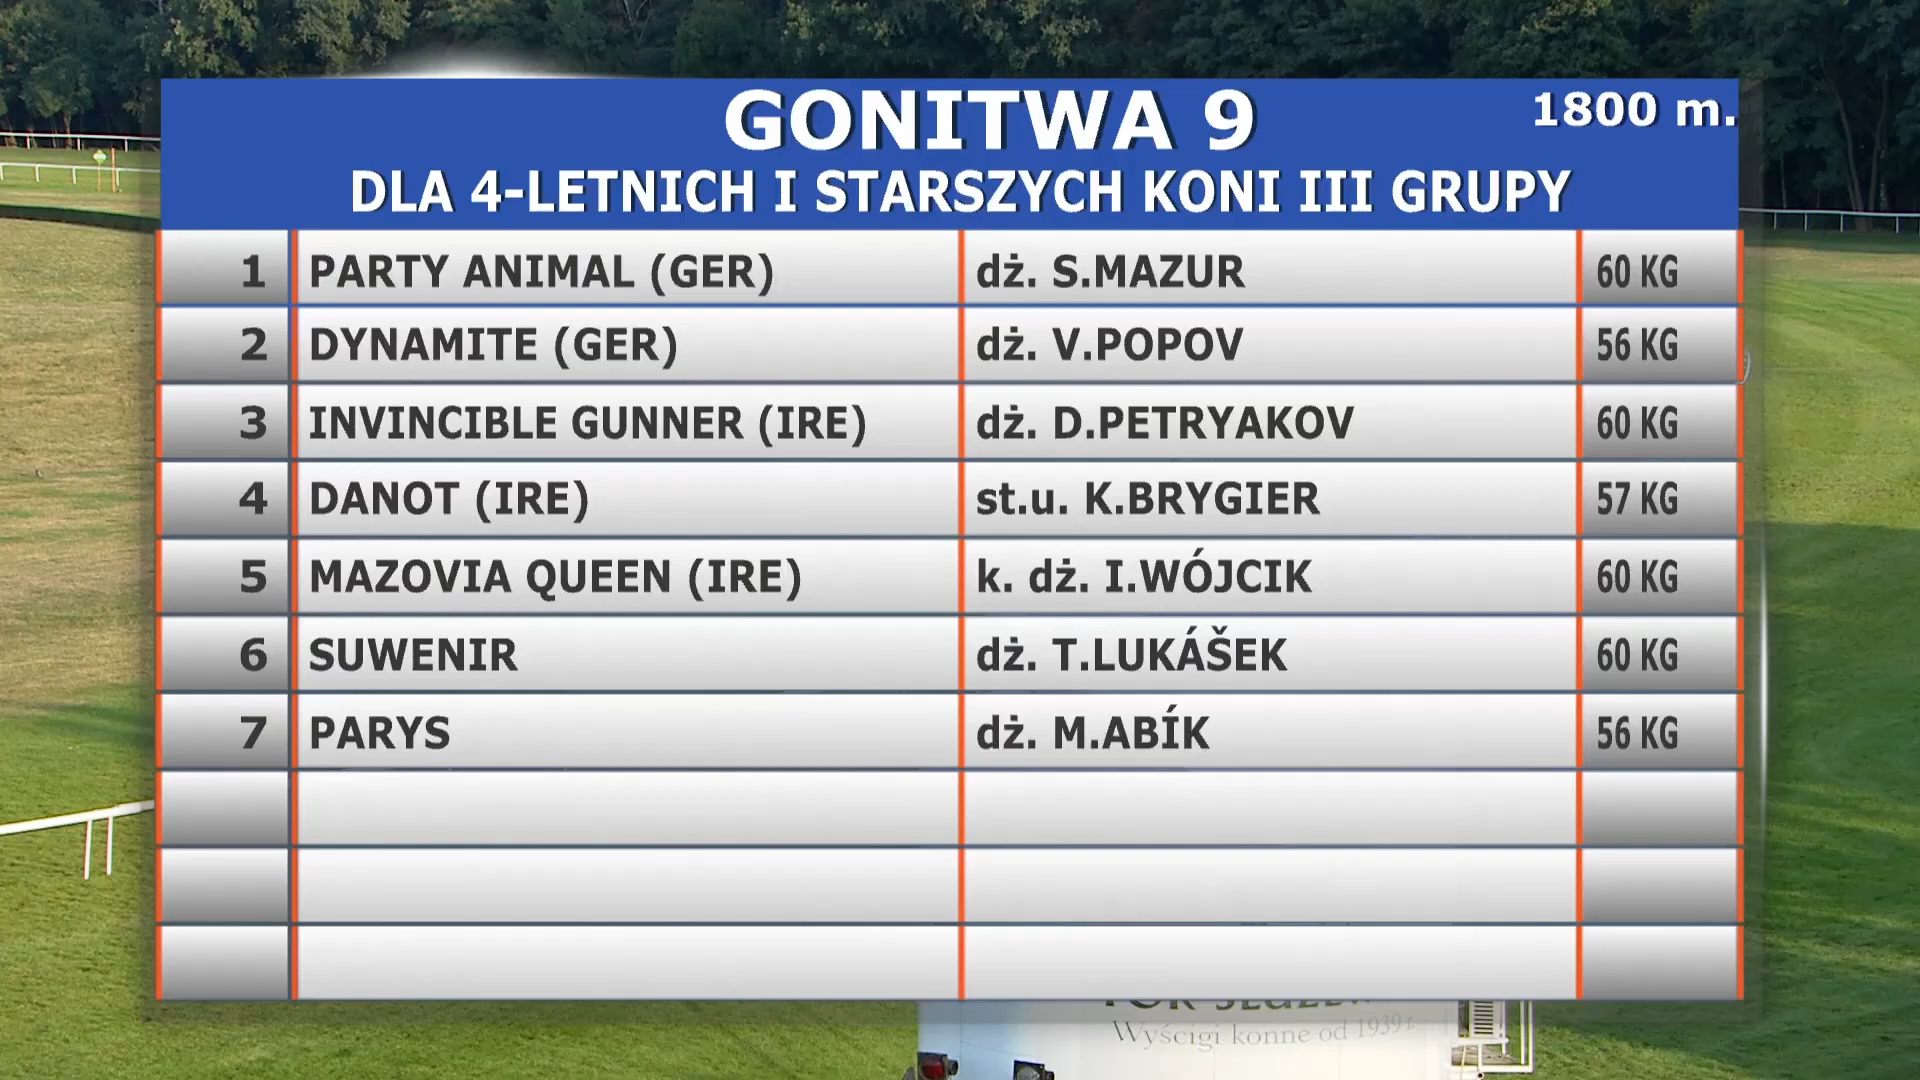 GONITWA 9
1800 m.
DLA 4-LETNICH I STARSZYCH KONI III GRUPY
1 PARTY ANIMAL (GER) dż. S.MAZUR 60 KG
2 DYNAMITE (GER) dż. V.POPOV 56 KG
3 INVINCIBLE GUNNER (IRE) dż. D.PETRYAKOV 60 KG
4 DANOT (IRE) st.u. K.BRYGIER 57 KG
5 MAZOVIA QUEEN (IRE) k. dż. I.WÓJCIK 60 KG
6 SUWENIR dż. T.LUKÁŠEK 60 KG
7 PARYS dż. M.ABÍK 56 KG
Wyścigi konne od 1939 r.